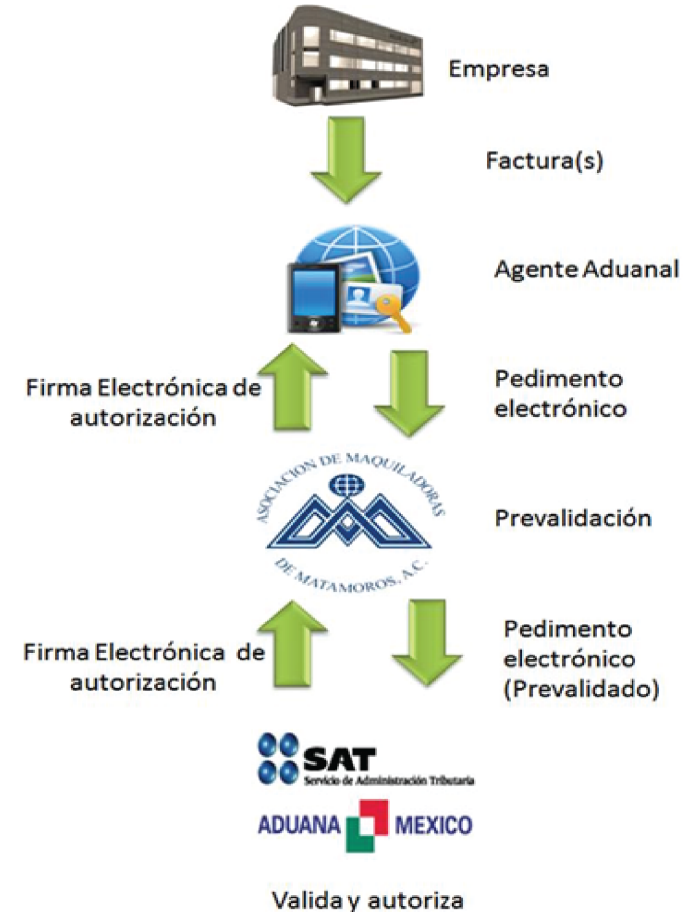 Empresa
Factura(s)
Agente Aduanal
Firma Electrónica de
autorización
Pedimento
electrónico
ASOCIACION DE MAQUILADORAS
DE MATAMOROS, A.C.
Prevalidación
Firma Electrónica de
autorización
Pedimento
electrónico
(Prevalidado)
SAT
Servicio de Administración Tributaria
ADUANA MEXICO
Valida y autoriza